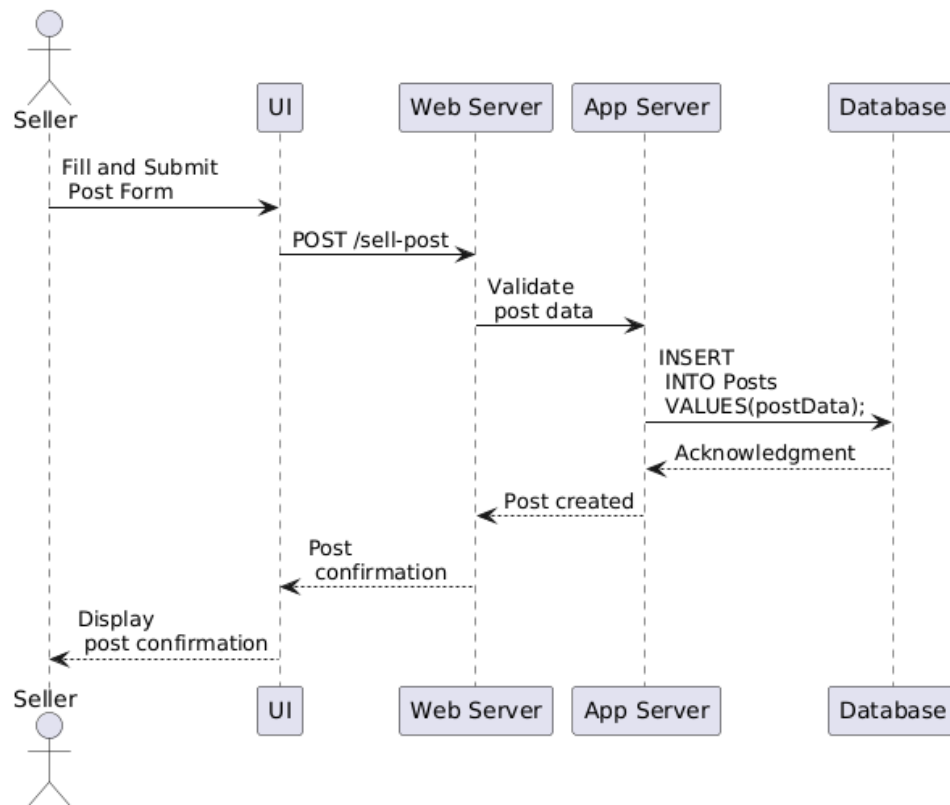 Seller
UI
Web Server
App Server
Database
Fill and Submit
Post Form
POST /sell-post
Validate
post data
INSERT
INTO Posts
VALUES(postData);
Acknowledgment
Post created
Post
confirmation
Display
post confirmation
Seller
UI
Web Server
App Server
Database